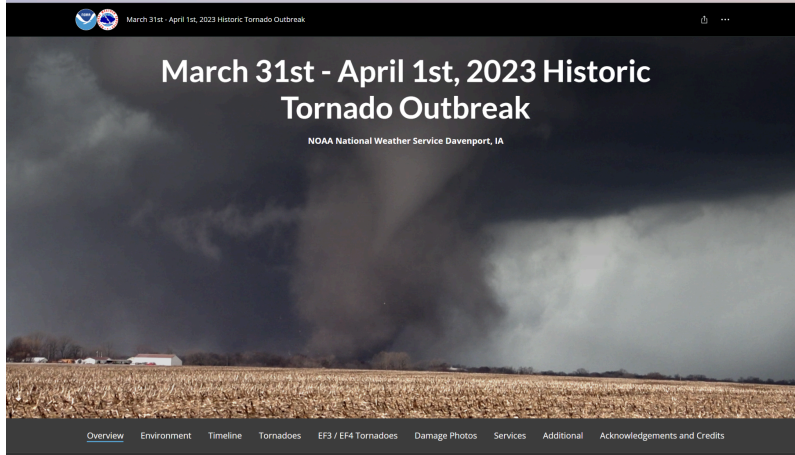 March 31st - April 1st, 2023 Historic Tornado Outbreak
March 31st - April 1st, 2023 Historic
Tornado Outbreak
NOAA National Weather Service Davenport, IA
Overview Environment Timeline Tornadoes EF3 / EF4 Tornadoes Damage Photos Services Additional Acknowledgements and Credits